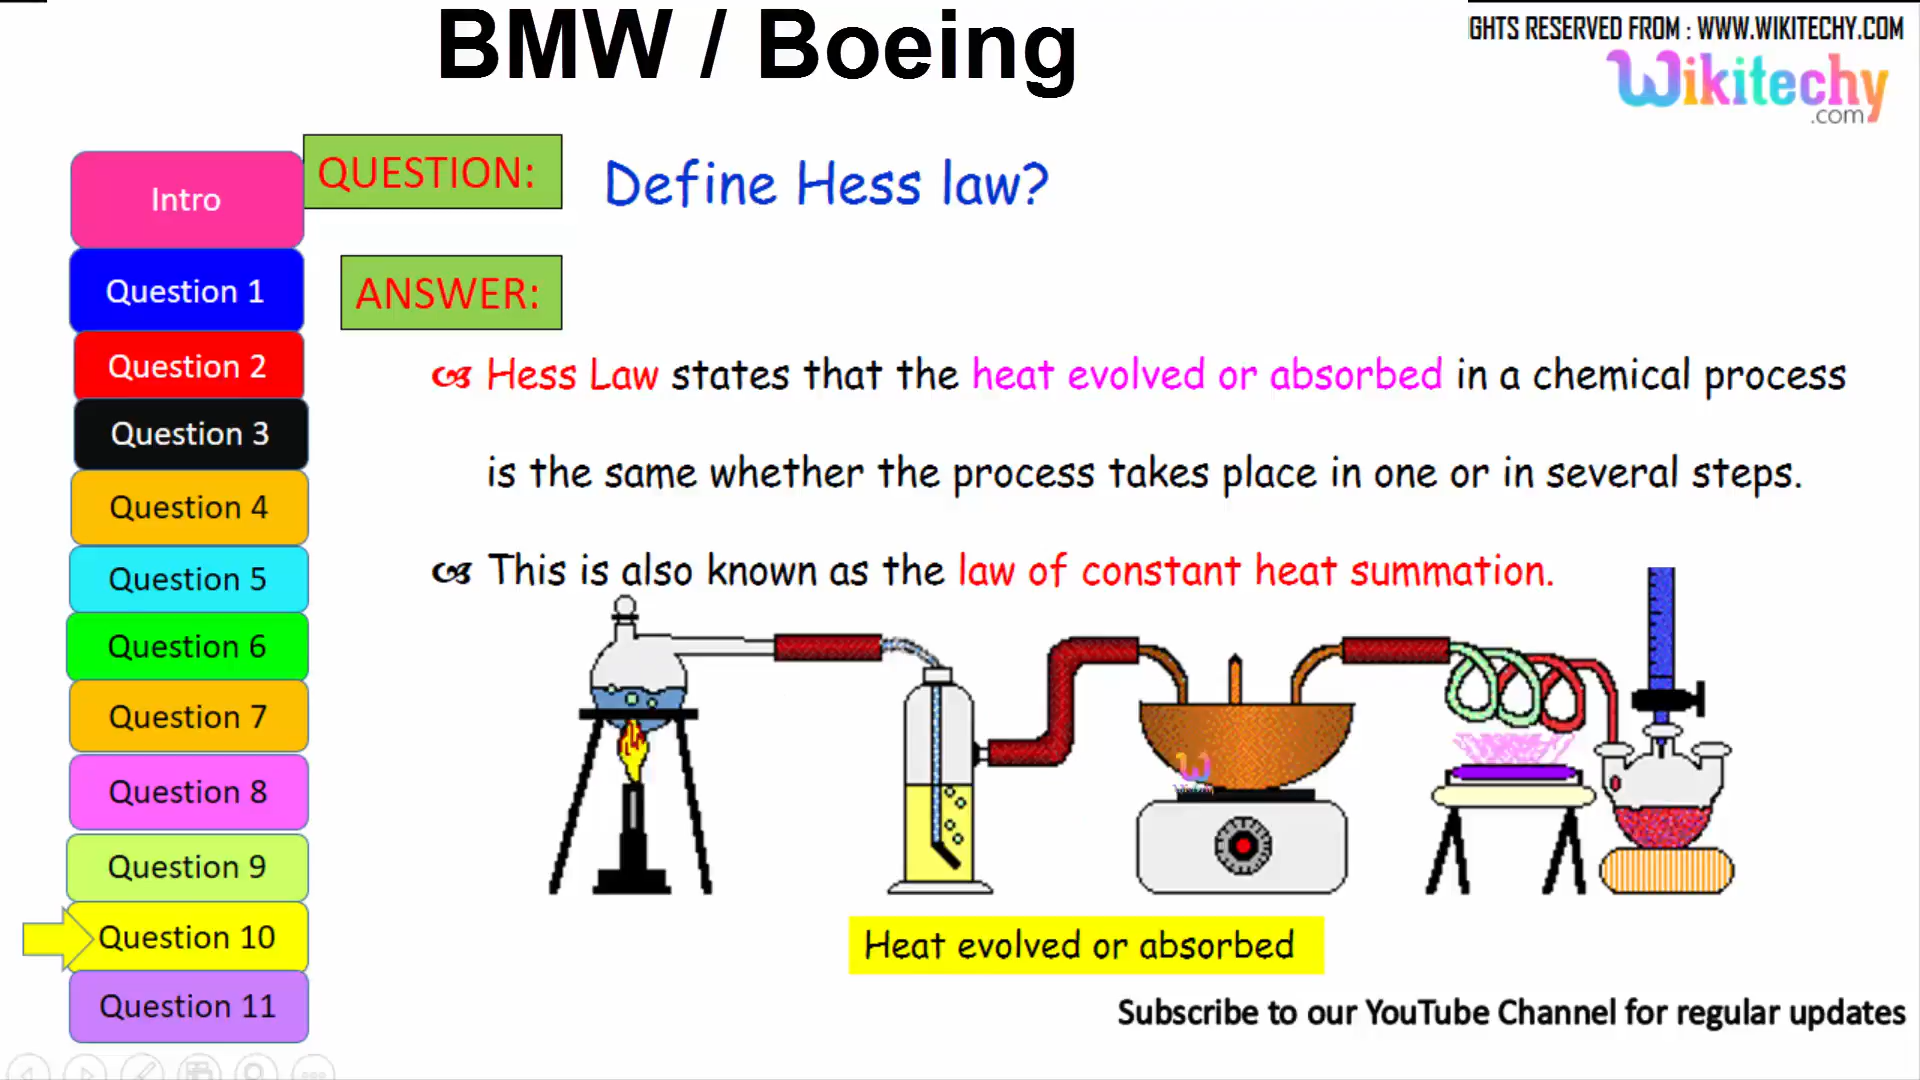 BMW / Boeing
GHTS RESERVED FROM : WWW.WIKITECHY.COM
Wikitechy
.com
QUESTION:
Define Hess law?
ANSWER:
Hess Law states that the heat evolved or absorbed in a chemical process
is the same whether the process takes place in one or in several steps.
This is also known as the law of constant heat summation.
Heat evolved or absorbed
Subscribe to our YouTube Channel for regular updates
Intro
Question 1
Question 2
Question 3
Question 4
Question 5
Question 6
Question 7
Question 8
Question 9
Question 10
Question 11